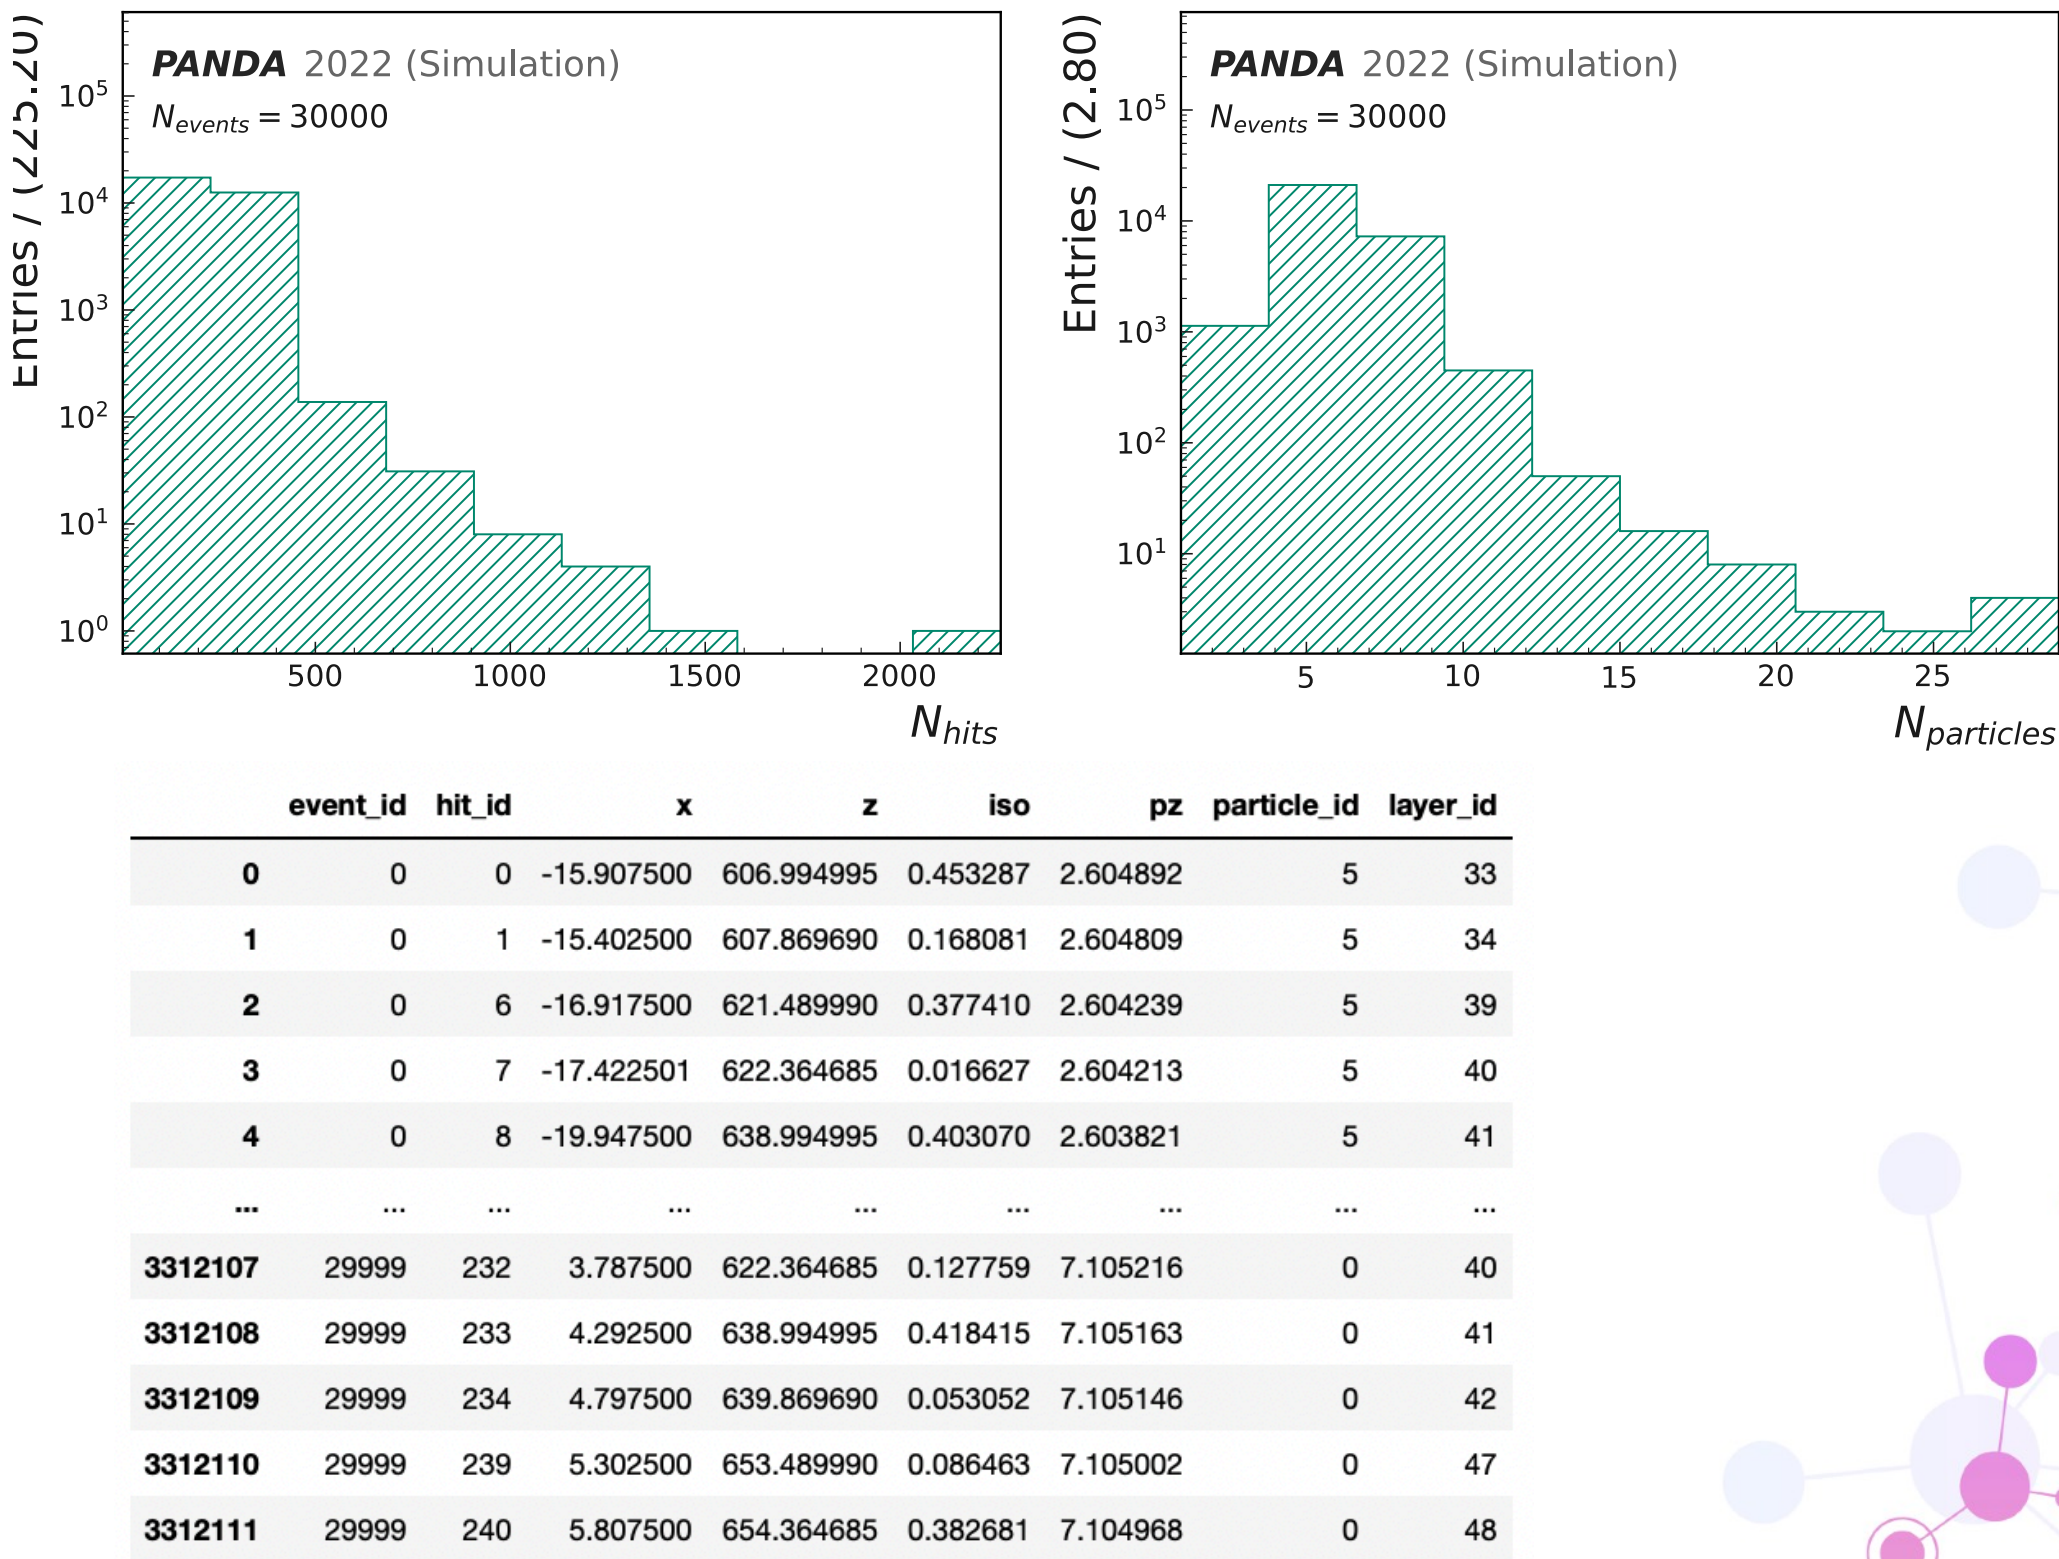 PANDA 2022 (Simulation)
N_events = 30000
Entries / (225.20)
10^5
10^4
10^3
10^2
10^1
10^0
500 1000 1500 2000
N_hits
PANDA 2022 (Simulation)
N_events = 30000
Entries / (2.80)
10^5
10^4
10^3
10^2
10^1
5 10 15 20 25
N_particles
event_id hit_id x z iso pz particle_id layer_id
0 0 0 -15.907500 606.994995 0.453287 2.604892 5 33
1 0 1 -15.402500 607.869690 0.168081 2.604809 5 34
2 0 6 -16.917500 621.489990 0.377410 2.604239 5 39
3 0 7 -17.422501 622.364685 0.016627 2.604213 5 40
4 0 8 -19.947500 638.994995 0.403070 2.603821 5 41
... ... ... ... ... ... ... ... ...
3312107 29999 232 3.787500 622.364685 0.127759 7.105216 0 40
3312108 29999 233 4.292500 638.994995 0.418415 7.105163 0 41
3312109 29999 234 4.797500 639.869690 0.053052 7.105146 0 42
3312110 29999 239 5.302500 653.489990 0.086463 7.105002 0 47
3312111 29999 240 5.807500 654.364685 0.382681 7.104968 0 48